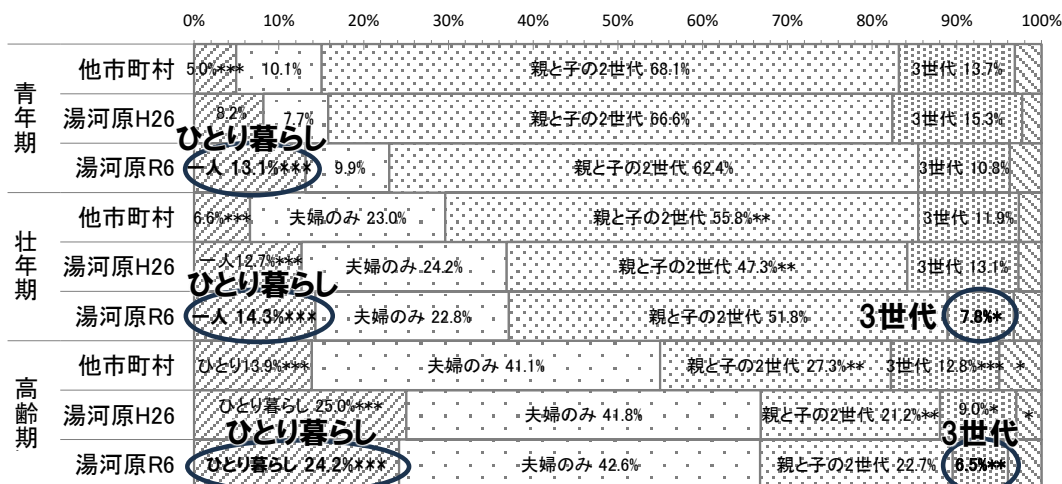 0% 10% 20% 30% 40% 50% 60% 70% 80% 90% 100%
青年期
他市町村 5.0%*** 10.1% 親と子の2世代 68.1% 3世代 13.7%
湯河原H26 8.2% 7.7% 親と子の2世代 66.6% 3世代 15.3%
ひとり暮らし
湯河原R6 一人 13.1%*** 9.9% 親と子の2世代 62.4% 3世代 10.8%
壮年期
他市町村 6.6%*** 夫婦のみ 23.0% 親と子の2世代 55.8%** 3世代 11.9%
湯河原H26 一人12.7%*** 夫婦のみ 24.2% 親と子の2世代 47.3%** 3世代 13.1%
ひとり暮らし
湯河原R6 一人 14.3%*** 夫婦のみ 22.8% 親と子の2世代 51.8% 3世代 7.8%*
高齢期
他市町村 ひとり13.9%*** 夫婦のみ 41.1% 親と子の2世代 27.3%** 3世代 12.8%*** *
湯河原H26 ひとり暮らし 25.0%*** 夫婦のみ 41.8% 親と子の2世代 21.2%** 9.0%* *
ひとり暮らし 3世代
湯河原R6 ひとり暮らし 24.2%*** 夫婦のみ 42.6% 親と子の2世代 22.7% 6.5%**